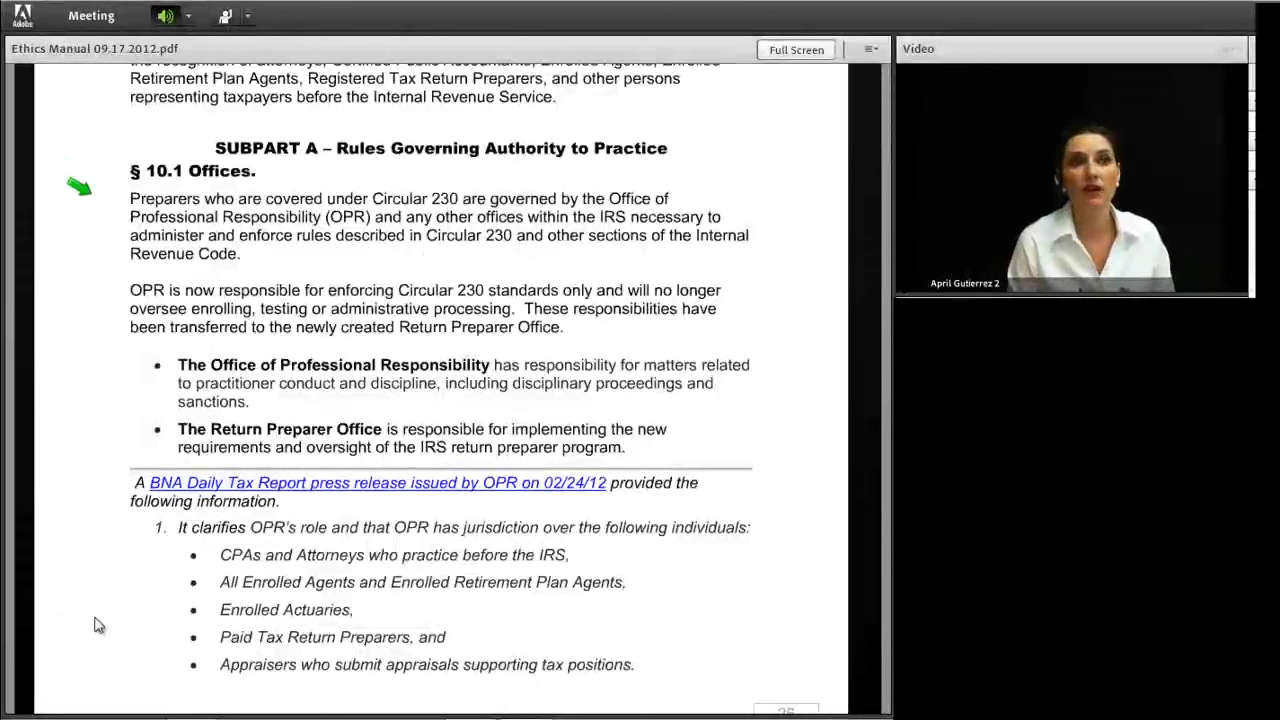 Adobe
Meeting
Ethics Manual 09.17.2012.pdf
Full Screen
Video
the recognition of attorneys, Certified Public Accountants, Enrolled Agents, Enrolled
Retirement Plan Agents, Registered Tax Return Preparers, and other persons
representing taxpayers before the Internal Revenue Service.
SUBPART A – Rules Governing Authority to Practice
§ 10.1 Offices.
Preparers who are covered under Circular 230 are governed by the Office of
Professional Responsibility (OPR) and any other offices within the IRS necessary to
administer and enforce rules described in Circular 230 and other sections of the Internal
Revenue Code.
OPR is now responsible for enforcing Circular 230 standards only and will no longer
oversee enrolling, testing or administrative processing. These responsibilities have
been transferred to the newly created Return Preparer Office.
• The Office of Professional Responsibility has responsibility for matters related
to practitioner conduct and discipline, including disciplinary proceedings and
sanctions.
• The Return Preparer Office is responsible for implementing the new
requirements and oversight of the IRS return preparer program.
A BNA Daily Tax Report press release issued by OPR on 02/24/12 provided the
following information.
1. It clarifies OPR's role and that OPR has jurisdiction over the following individuals:
• CPAs and Attorneys who practice before the IRS,
• All Enrolled Agents and Enrolled Retirement Plan Agents,
• Enrolled Actuaries,
• Paid Tax Return Preparers, and
• Appraisers who submit appraisals supporting tax positions.
April Gutierrez 2